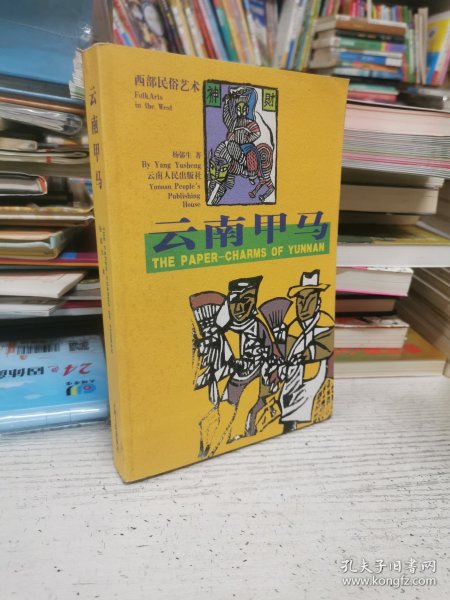 西部民俗艺术
Folk Arts
in the West
神 财
杨郁生 著
By Yang Yusheng
云南人民出版社
Yunnan People's
Publishing
House
云南甲马
THE PAPER-CHARMS OF YUNNAN
云南甲马
24
孔夫子旧书网
www.kongfz.com